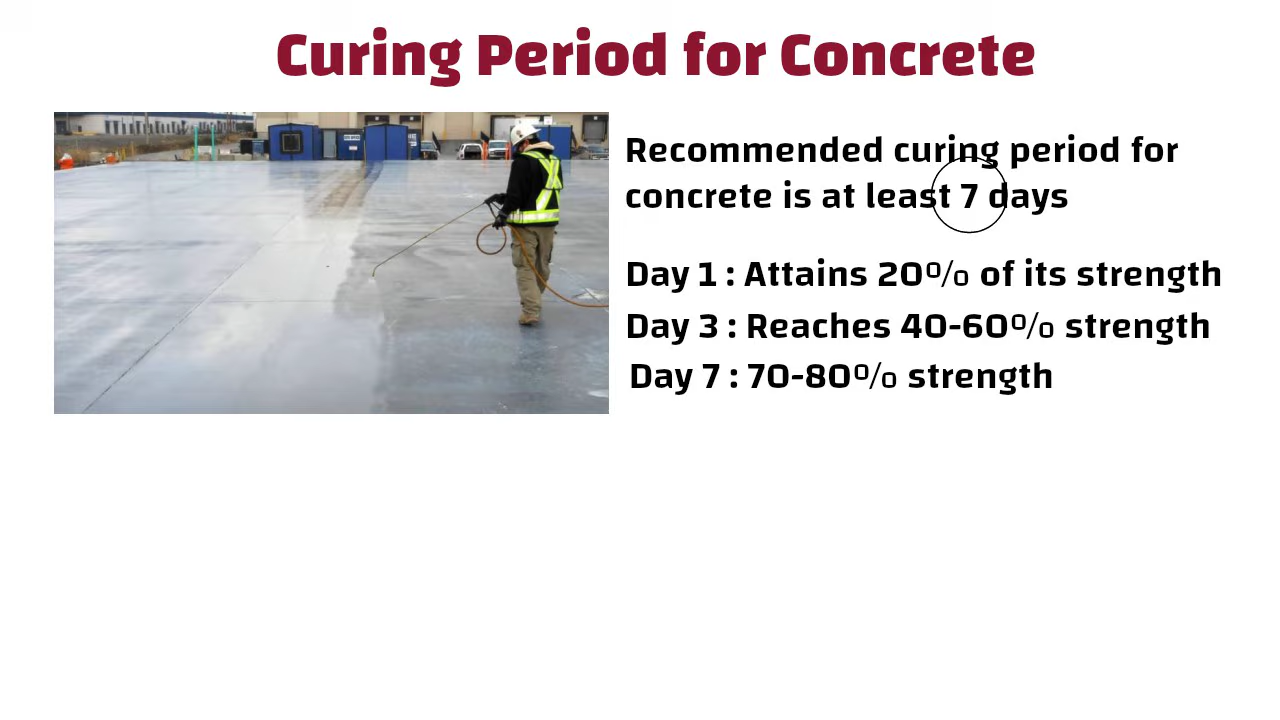 Curing Period for Concrete
Recommended curing period for
concrete is at least 7 days
Day 1 : Attains 20% of its strength
Day 3 : Reaches 40-60% strength
Day 7 : 70-80% strength